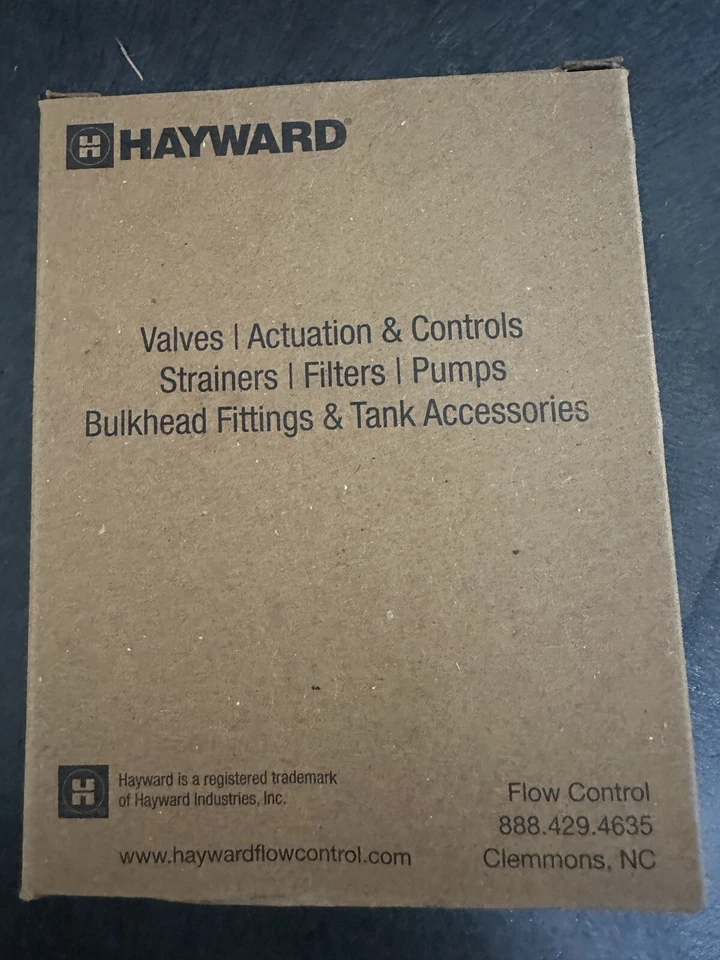 HAYWARD®
Valves | Actuation & Controls
Strainers | Filters | Pumps
Bulkhead Fittings & Tank Accessories
Hayward is a registered trademark
of Hayward Industries, Inc.
www.haywardflowcontrol.com
Flow Control
888.429.4635
Clemmons, NC